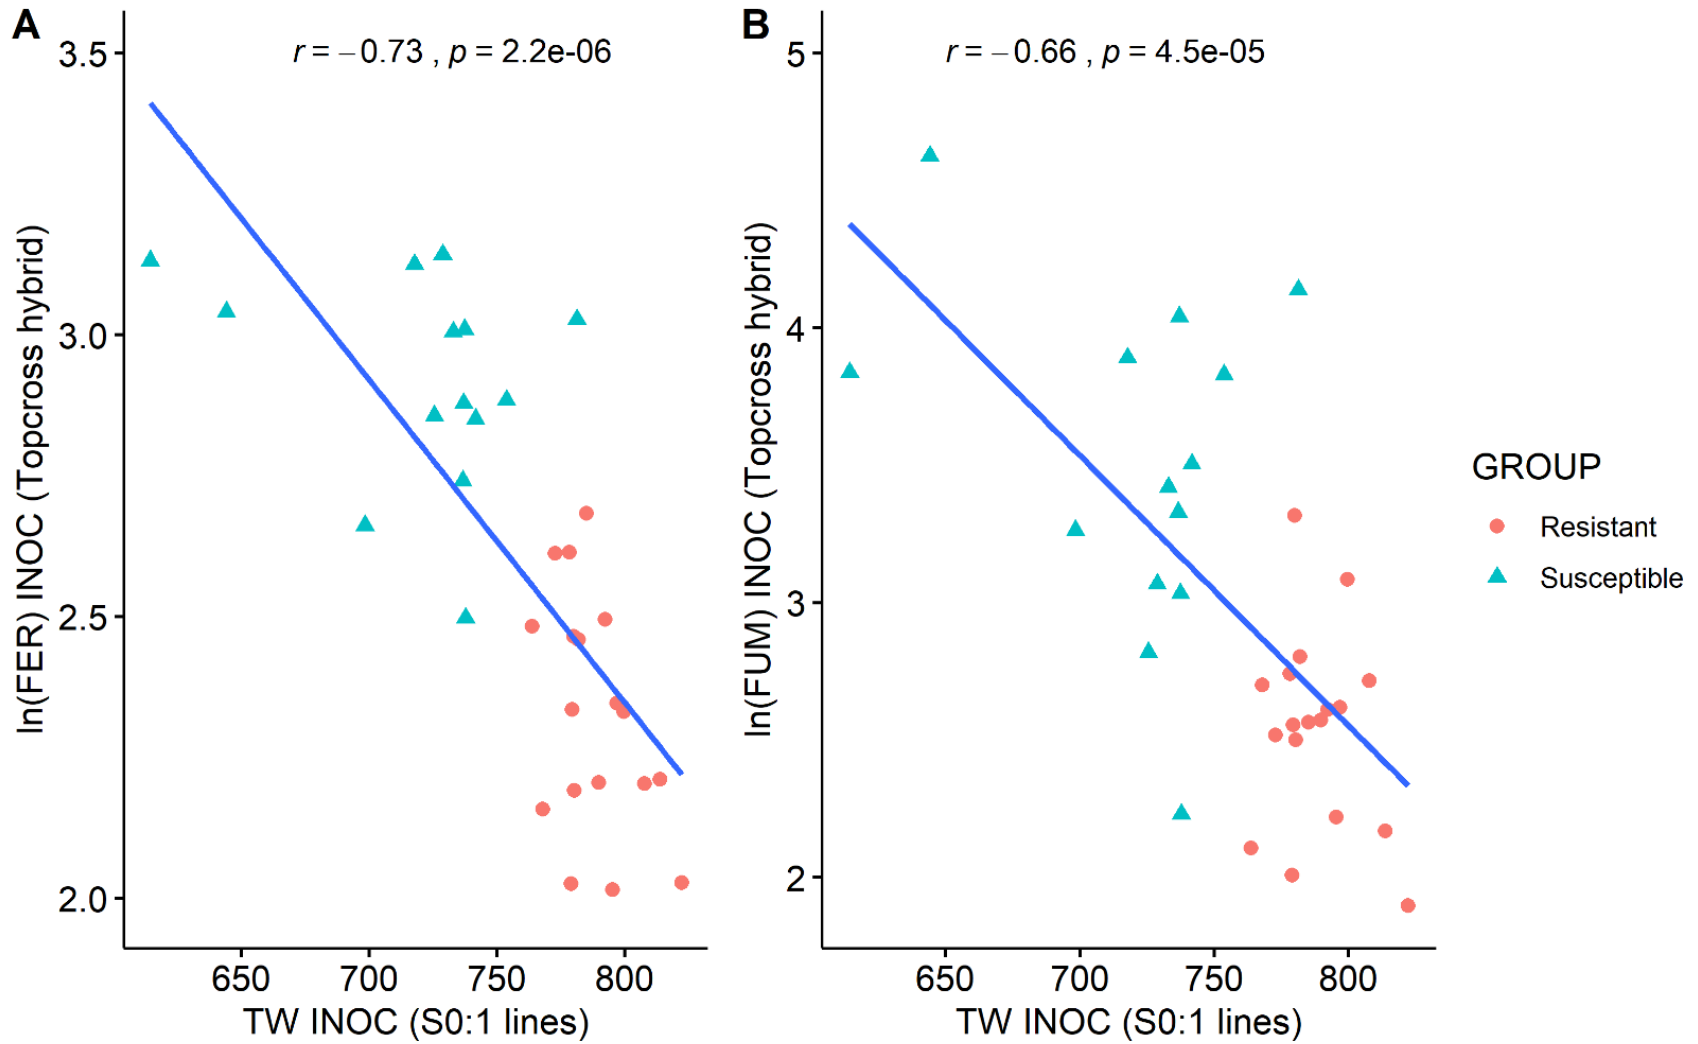 A
r = −0.73 , p = 2.2e-06
3.5
3.0
2.5
2.0
ln(FER) INOC (Topcross hybrid)
650 700 750 800
TW INOC (S0:1 lines)
B
r = −0.66 , p = 4.5e-05
5
4
3
2
ln(FUM) INOC (Topcross hybrid)
650 700 750 800
TW INOC (S0:1 lines)
GROUP
Resistant
Susceptible